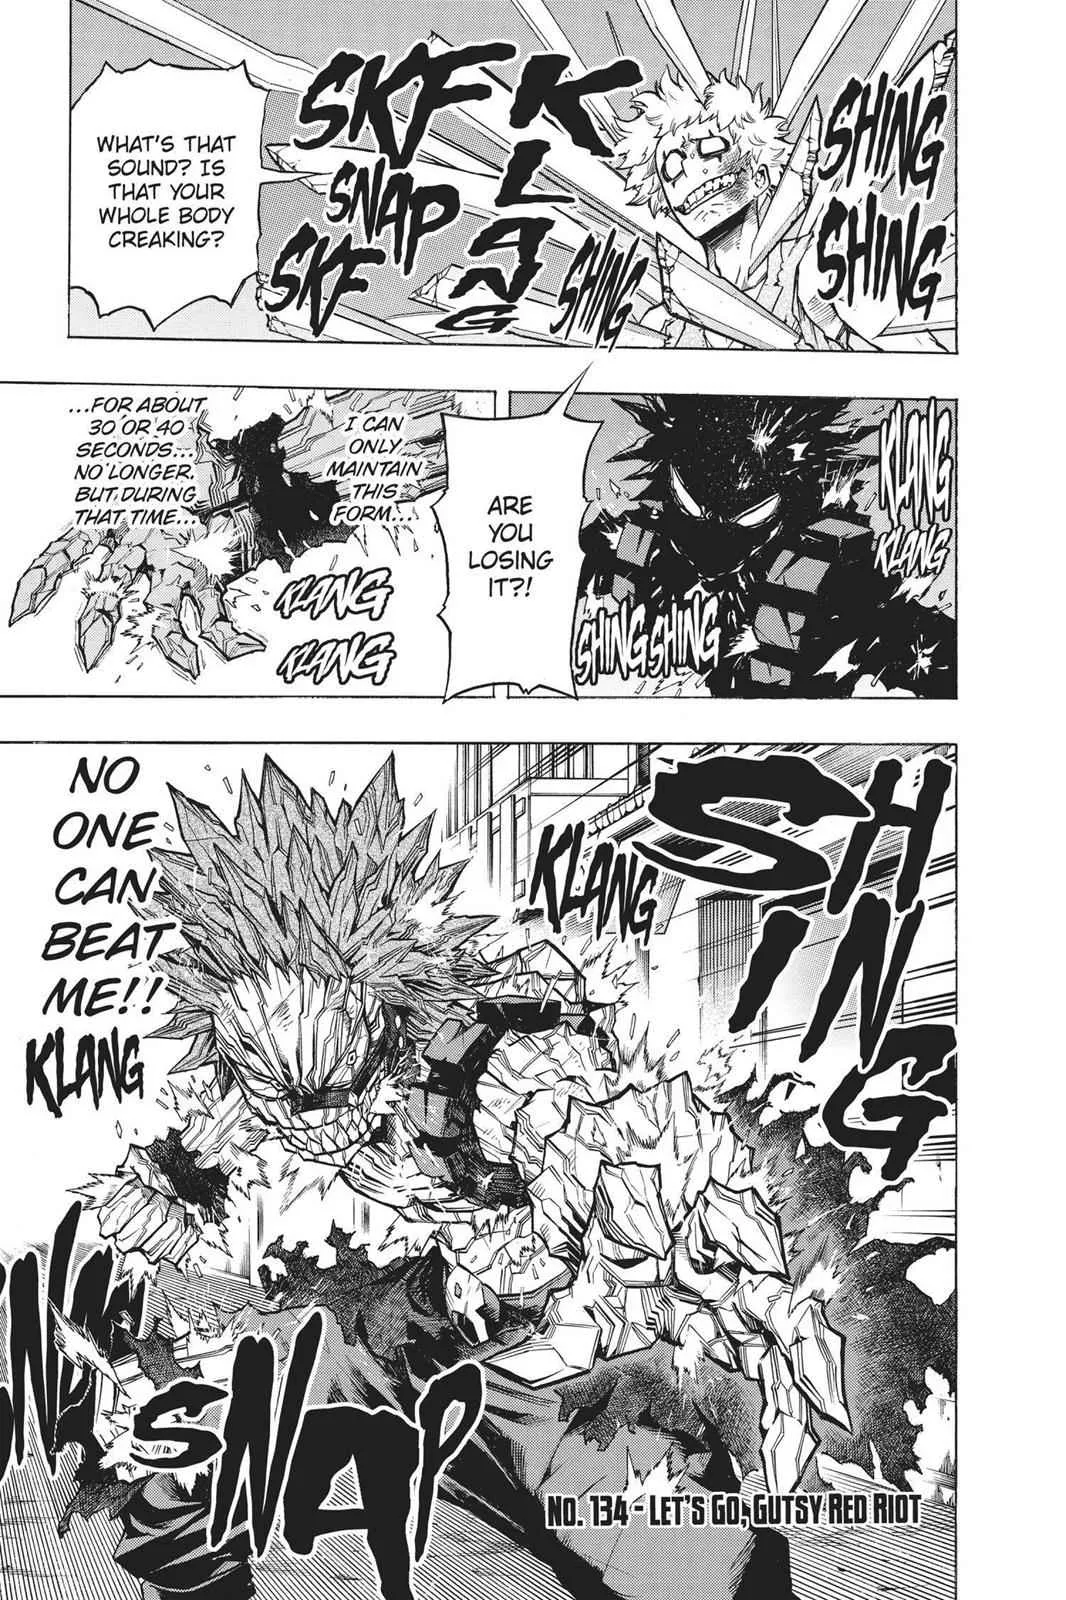 SHING
SHING
KLANG
SKF
SNAP
SKF
SHING
WHAT'S THAT
SOUND? IS
THAT YOUR
WHOLE BODY
CREAKING?
KLANG
KLANG
ARE
YOU
LOSING
IT?!
SHING SHING
I CAN
ONLY
MAINTAIN
THIS
FORM...
...FOR ABOUT
30 OR 40
SECONDS...
NO LONGER.
BUT DURING
THAT TIME...
KLANG
KLANG
SHING
KLANG
NO
ONE
CAN
BEAT
ME!!
KLANG
SNAP
NO. 134 - LET'S GO, GUTSY RED RIOT